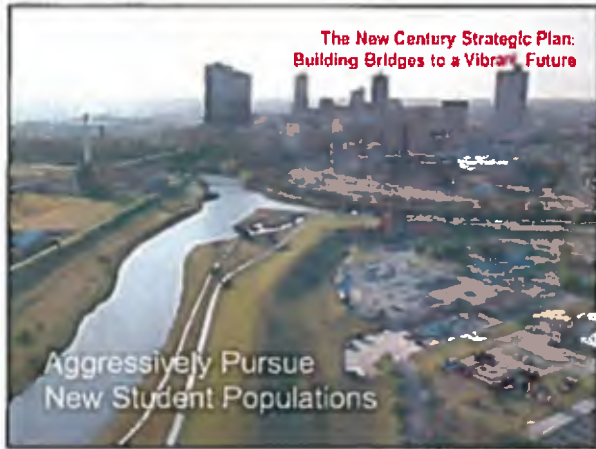 The New Century Strategic Plan:
Building Bridges to a Vibrant Future
Aggressively Pursue
New Student Populations